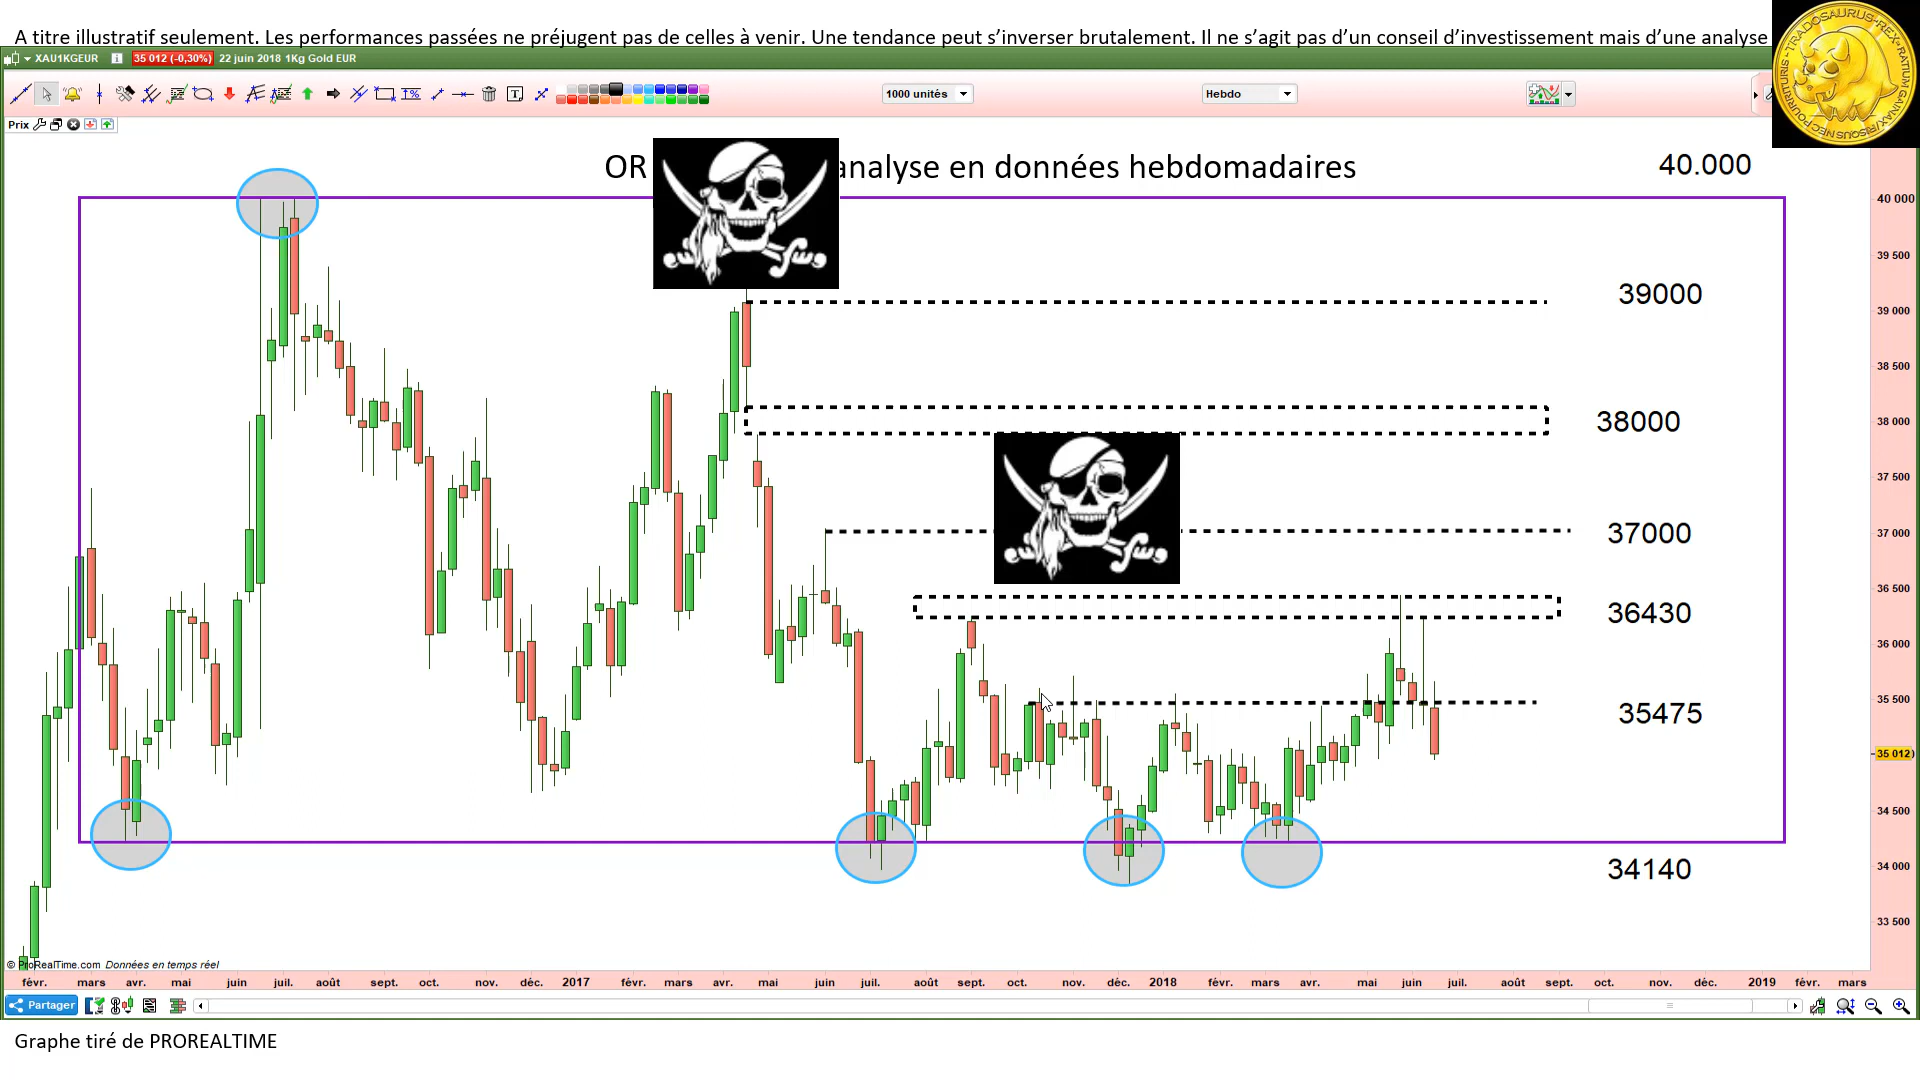 A titre illustratif seulement. Les performances passées ne préjugent pas de celles à venir. Une tendance peut s’inverser brutalement. Il ne s’agit pas d’un conseil d’investissement mais d’une analyse
XAU1KGEUR 35 012 (-0,30%) 22 juin 2018 1Kg Gold EUR
1000 unités
Hebdo
Prix
TRADOSAURUS-REX
OR analyse en données hebdomadaires
40.000
39000
38000
37000
36430
35475
34140
40 000
39 500
39 000
38 500
38 000
37 500
37 000
36 500
36 000
35 500
35 012
34 500
34 000
33 500
© ProRealTime.com Données en temps réel
févr. mars avr. mai juin juil. août sept. oct. nov. déc. 2017 févr. mars avr. mai juin juil. août sept. oct. nov. déc. 2018 févr. mars avr. mai juin juil. août sept. oct. nov. déc. 2019 févr. mars
Partager
Graphe tiré de PROREALTIME